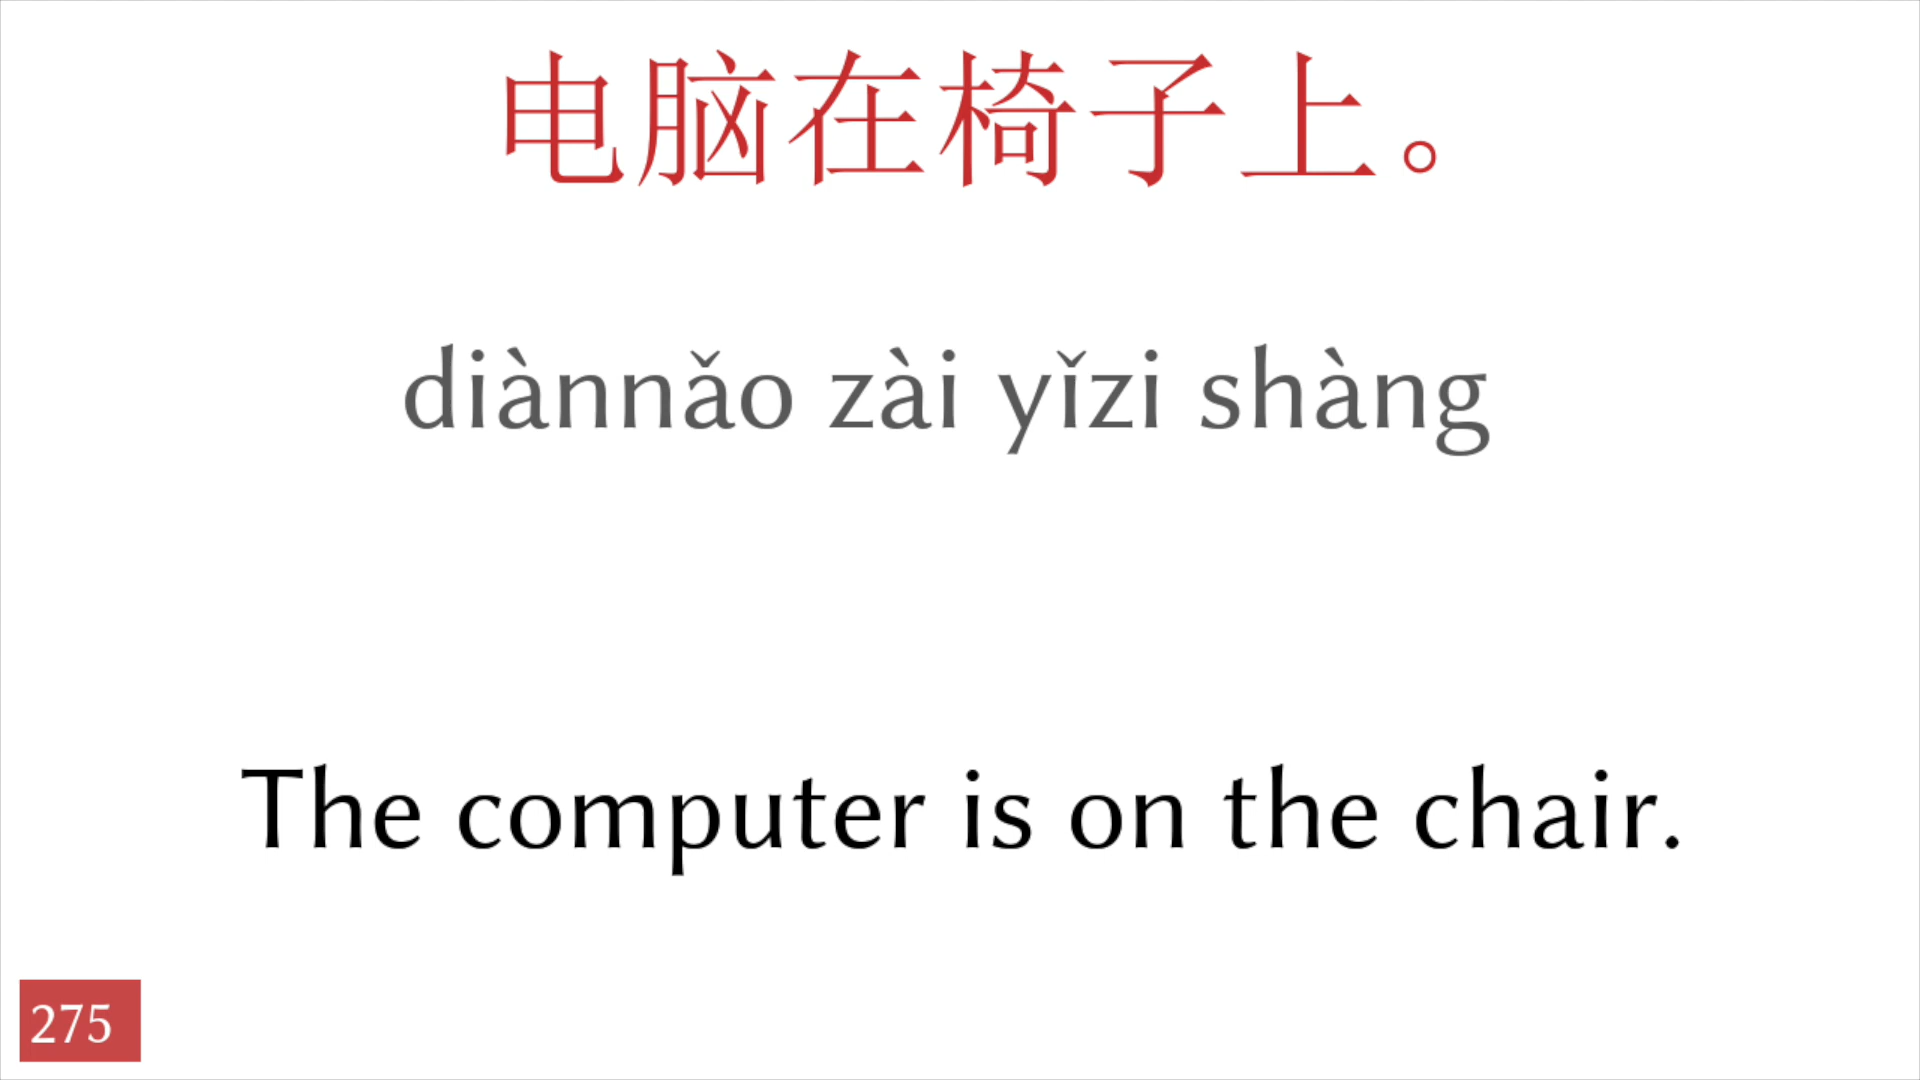 电脑在椅子上。
diànnǎo zài yǐzi shàng
The computer is on the chair.
275